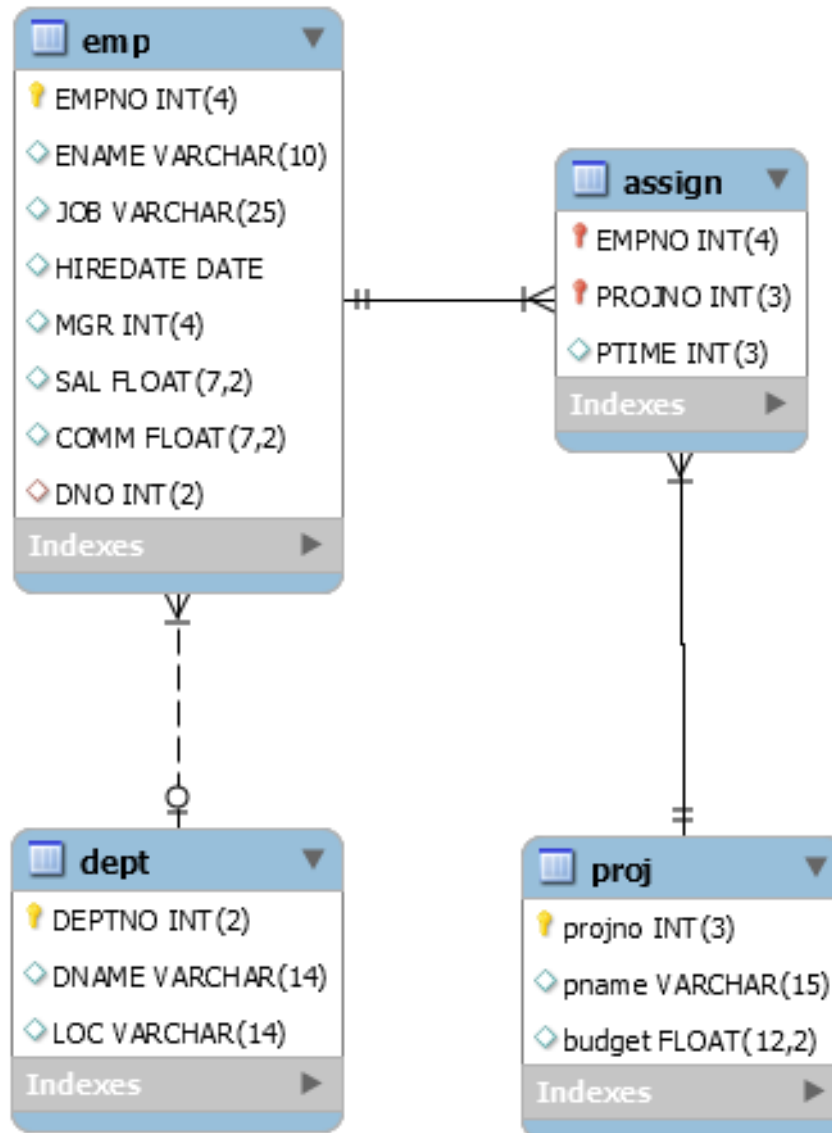 emp
EMPNO INT(4)
ENAME VARCHAR(10)
JOB VARCHAR(25)
HIREDATE DATE
MGR INT(4)
SAL FLOAT(7,2)
COMM FLOAT(7,2)
DNO INT(2)
Indexes
assign
EMPNO INT(4)
PROJNO INT(3)
PTIME INT(3)
Indexes
dept
DEPTNO INT(2)
DNAME VARCHAR(14)
LOC VARCHAR(14)
Indexes
proj
projno INT(3)
pname VARCHAR(15)
budget FLOAT(12,2)
Indexes